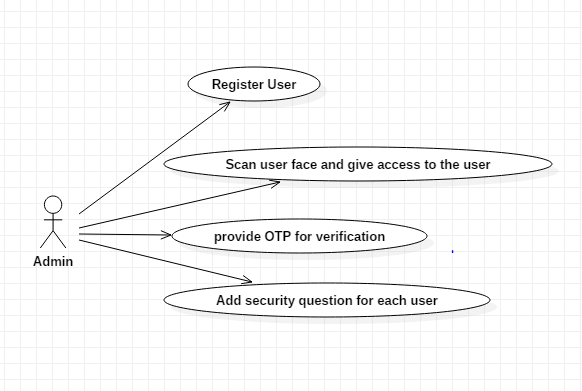 Register User
Scan user face and give access to the user
provide OTP for verification
Admin
Add security question for each user